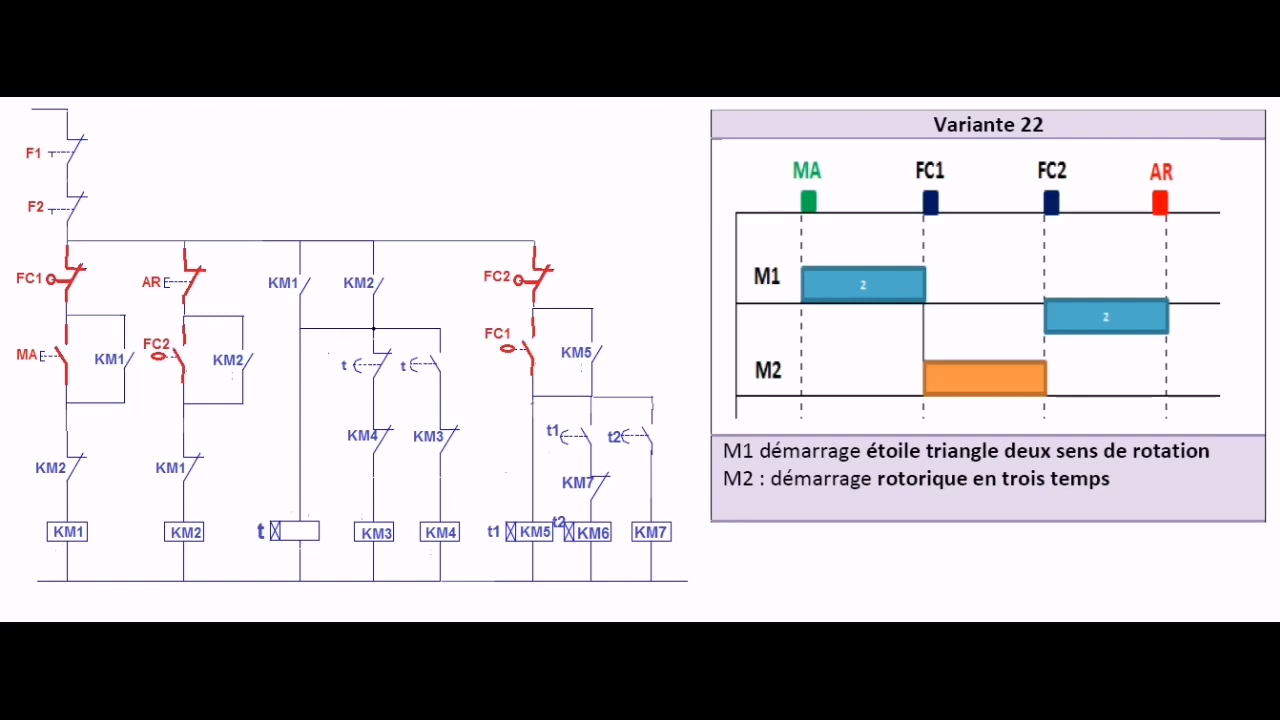 F1
F2
FC1
AR
KM1
KM2
FC2
MA
KM1
FC2
KM2
t
t
FC1
KM5
KM2
KM1
KM4
KM3
t1
t2
KM7
KM1
KM2
t
KM3
KM4
t1
KM5
t2
KM6
KM7
Variante 22
MA
FC1
FC2
AR
M1
2
2
M2
M1 démarrage étoile triangle deux sens de rotation
M2 : démarrage rotorique en trois temps